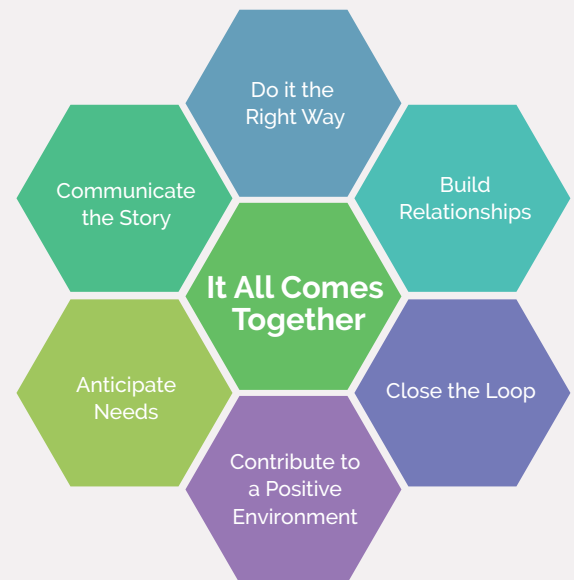 Do it the
Right Way
Communicate
the Story
Build
Relationships
It All Comes
Together
Anticipate
Needs
Close the Loop
Contribute to
a Positive
Environment